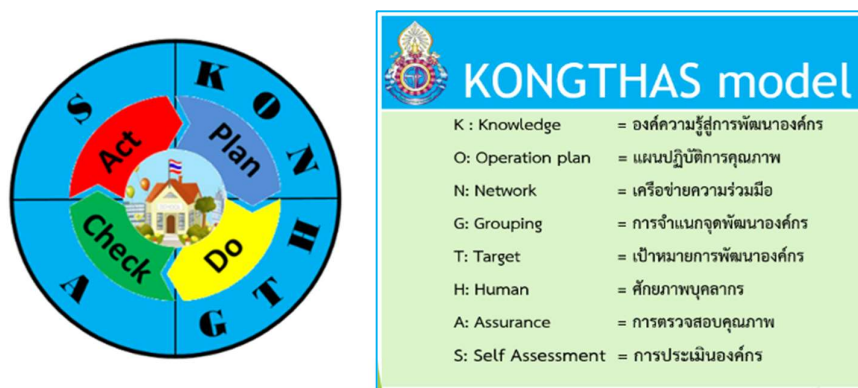 K O N
H
T
G
A
S
Plan
Do
Check
Act
KONGTHAS model
K : Knowledge = องค์ความรู้สู่การพัฒนาองค์กร
O: Operation plan = แผนปฏิบัติการคุณภาพ
N: Network = เครือข่ายความร่วมมือ
G: Grouping = การจำแนกจุดพัฒนาองค์กร
T: Target = เป้าหมายการพัฒนาองค์กร
H: Human = ศักยภาพบุคลากร
A: Assurance = การตรวจสอบคุณภาพ
S: Self Assessment = การประเมินองค์กร